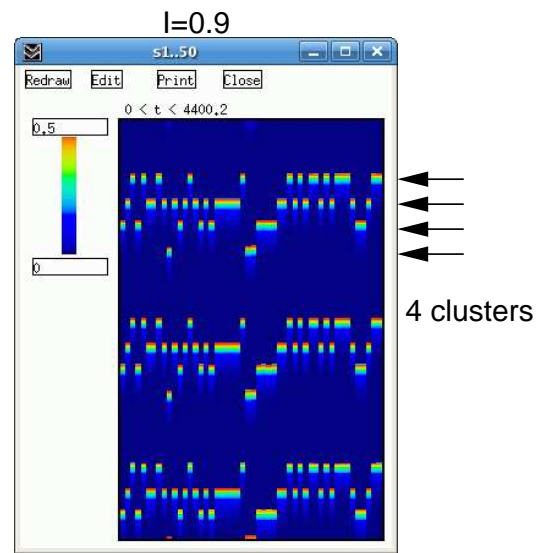 I=0.9
s1..50
Redraw Edit Print Close
0 < t < 4400.2
0.5
0
4 clusters